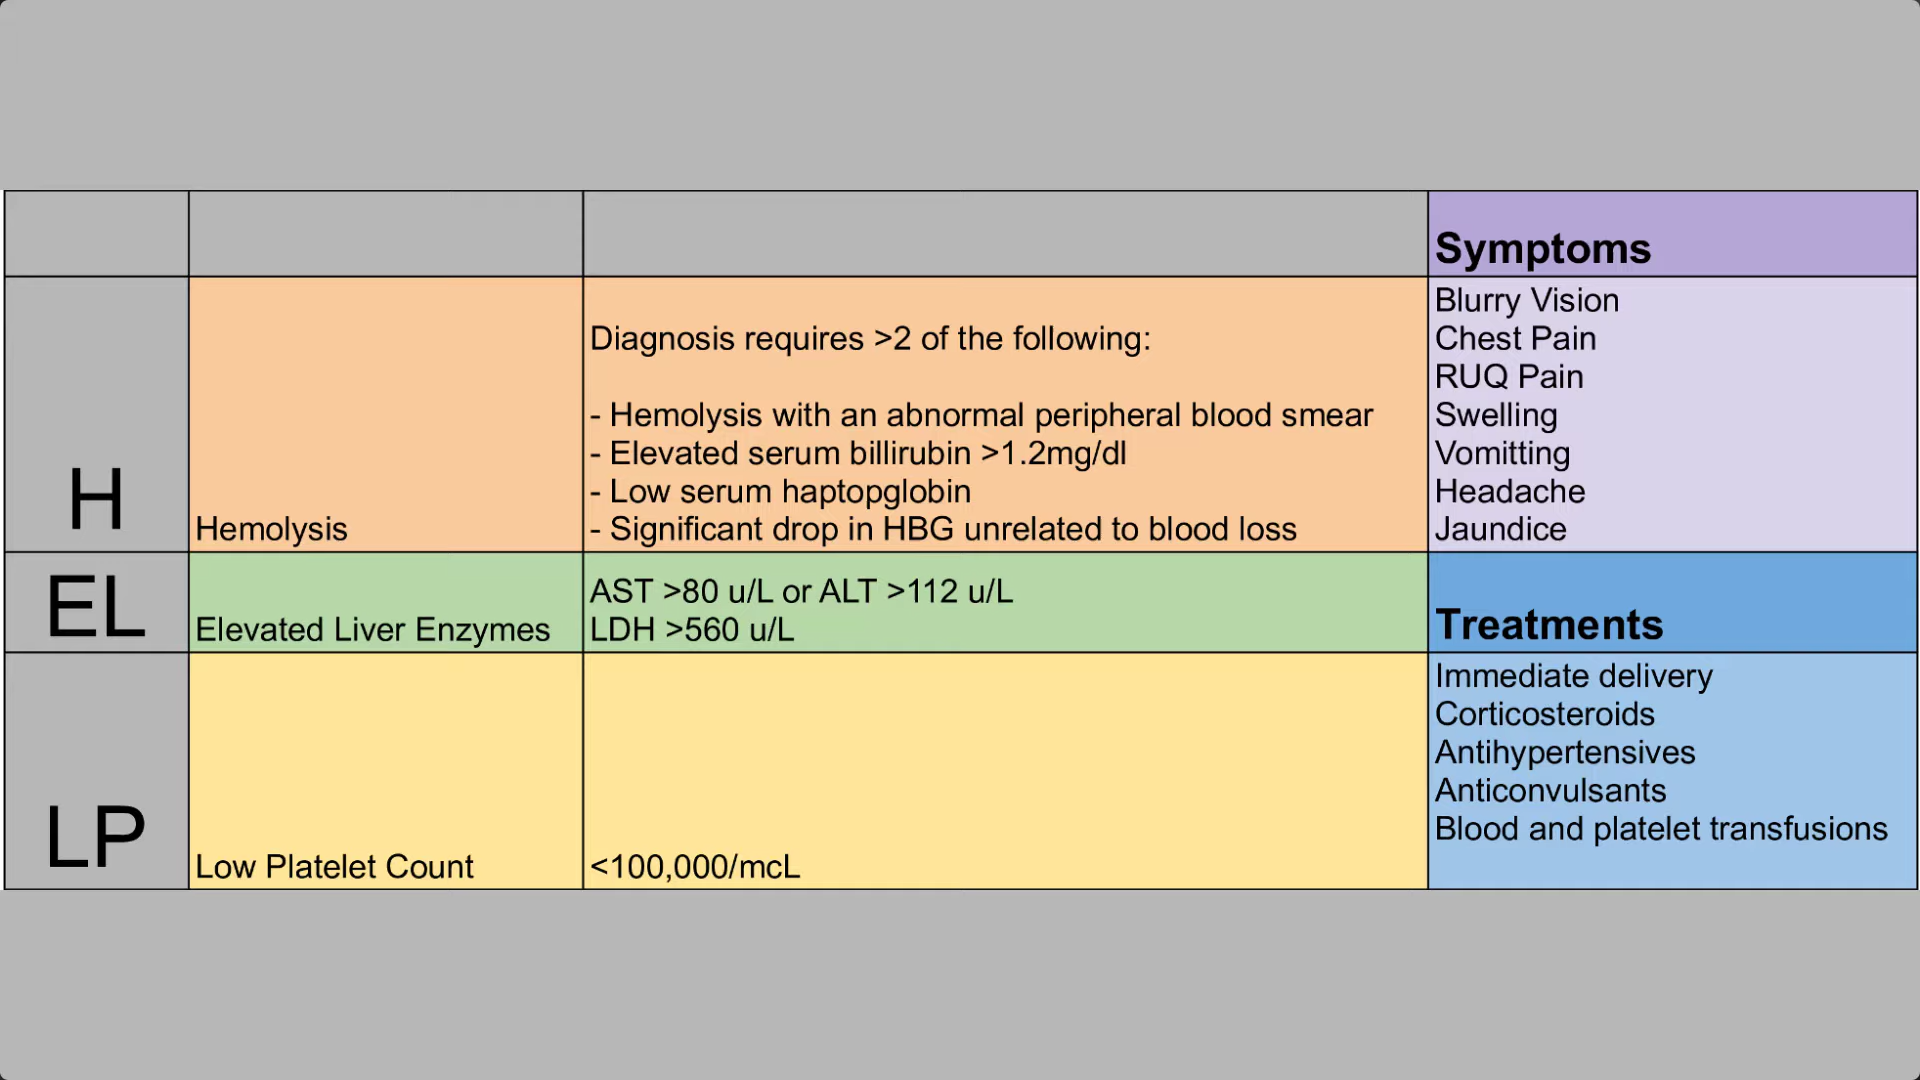 Symptoms
H
Hemolysis
Diagnosis requires >2 of the following:
- Hemolysis with an abnormal peripheral blood smear
- Elevated serum billirubin >1.2mg/dl
- Low serum haptopglobin
- Significant drop in HBG unrelated to blood loss
Blurry Vision
Chest Pain
RUQ Pain
Swelling
Vomitting
Headache
Jaundice
EL
Elevated Liver Enzymes
AST >80 u/L or ALT >112 u/L
LDH >560 u/L
Treatments
LP
Low Platelet Count
<100,000/mcL
Immediate delivery
Corticosteroids
Antihypertensives
Anticonvulsants
Blood and platelet transfusions